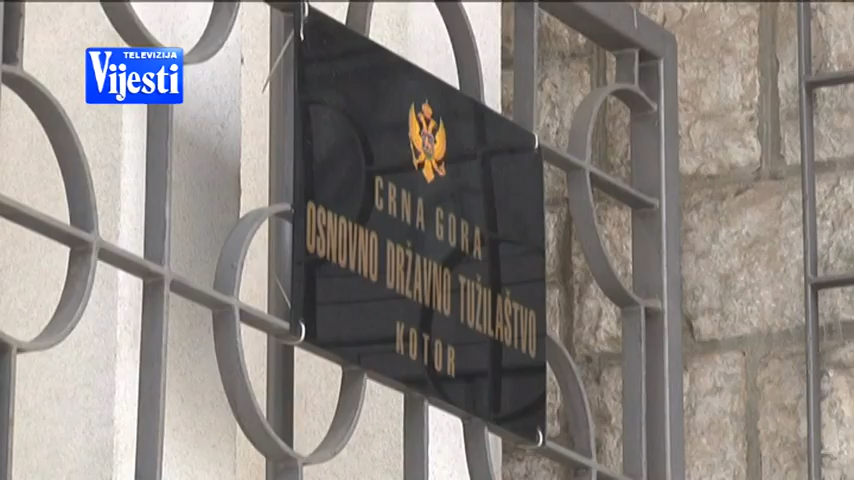 TELEVIZIJA
Vijesti
CRNA GORA
OSNOVNO DRŽAVNO TUŽILAŠTVO
KOTOR